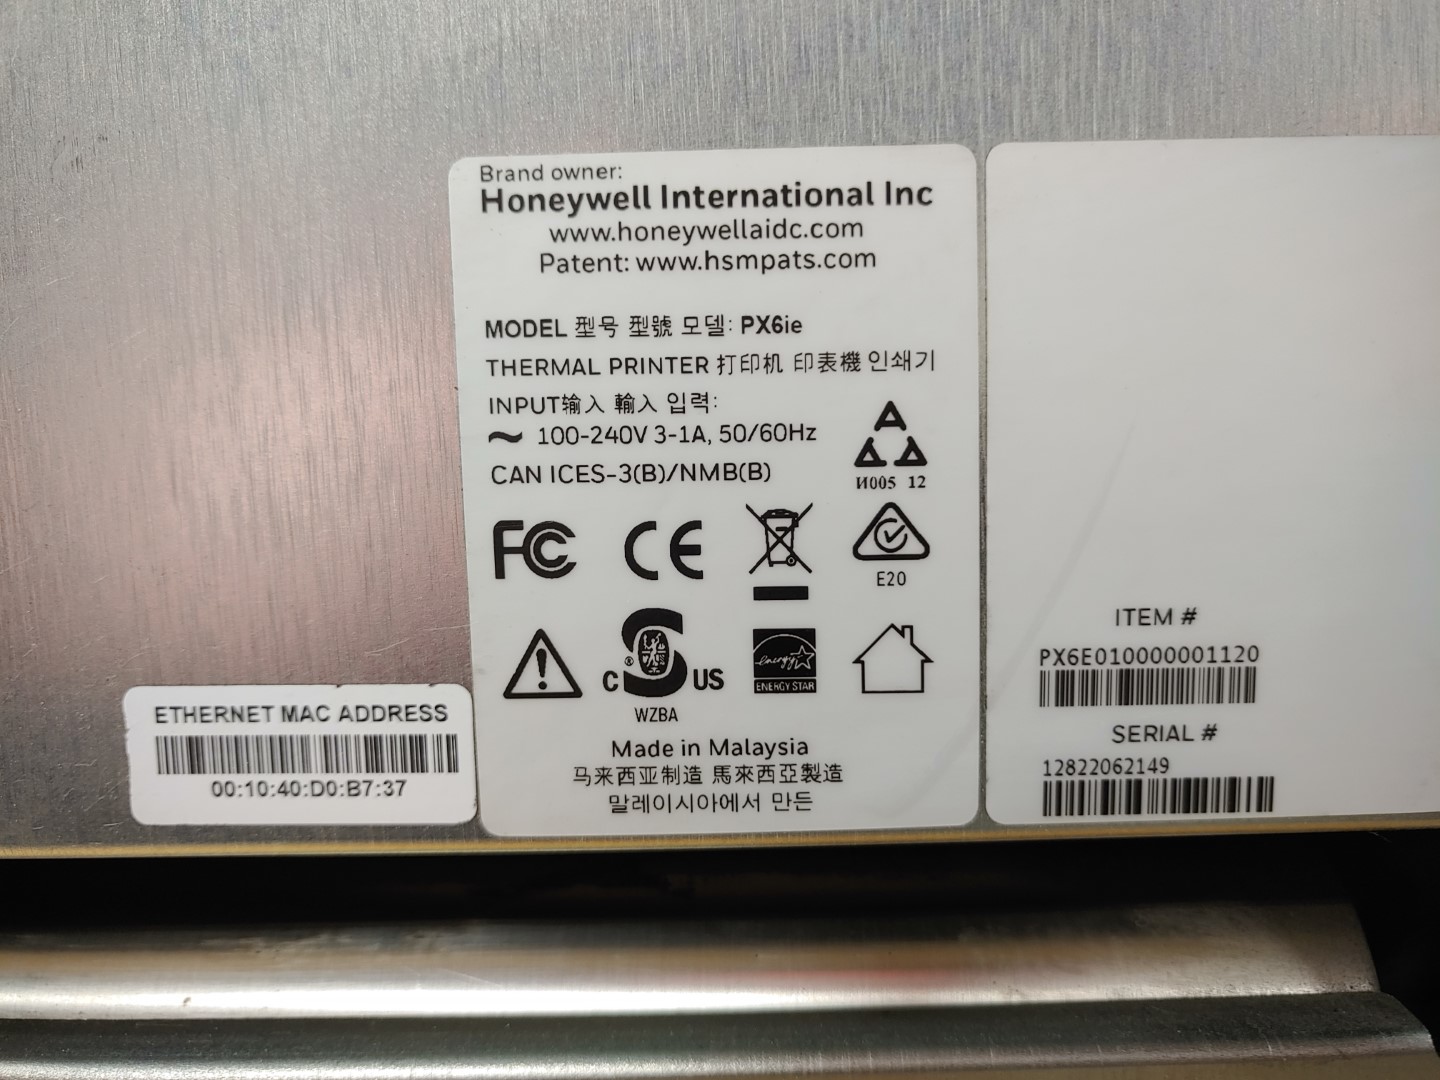 Brand owner:
Honeywell International Inc
www.honeywellaidc.com
Patent: www.hsmpats.com
MODEL 型号 型號 모델: PX6ie
THERMAL PRINTER 打印机 印表機 인쇄기
INPUT输入 輸入 입력:
~ 100-240V 3-1A, 50/60Hz
CAN ICES-3(B)/NMB(B)
И005 12
FC CE
E20
C S ® US
energy
ENERGY STAR
WZBA
Made in Malaysia
马来西亚制造 馬來西亞製造
말레이시아에서 만든
ETHERNET MAC ADDRESS
00:10:40:D0:B7:37
ITEM #
PX6E010000001120
SERIAL #
12822062149